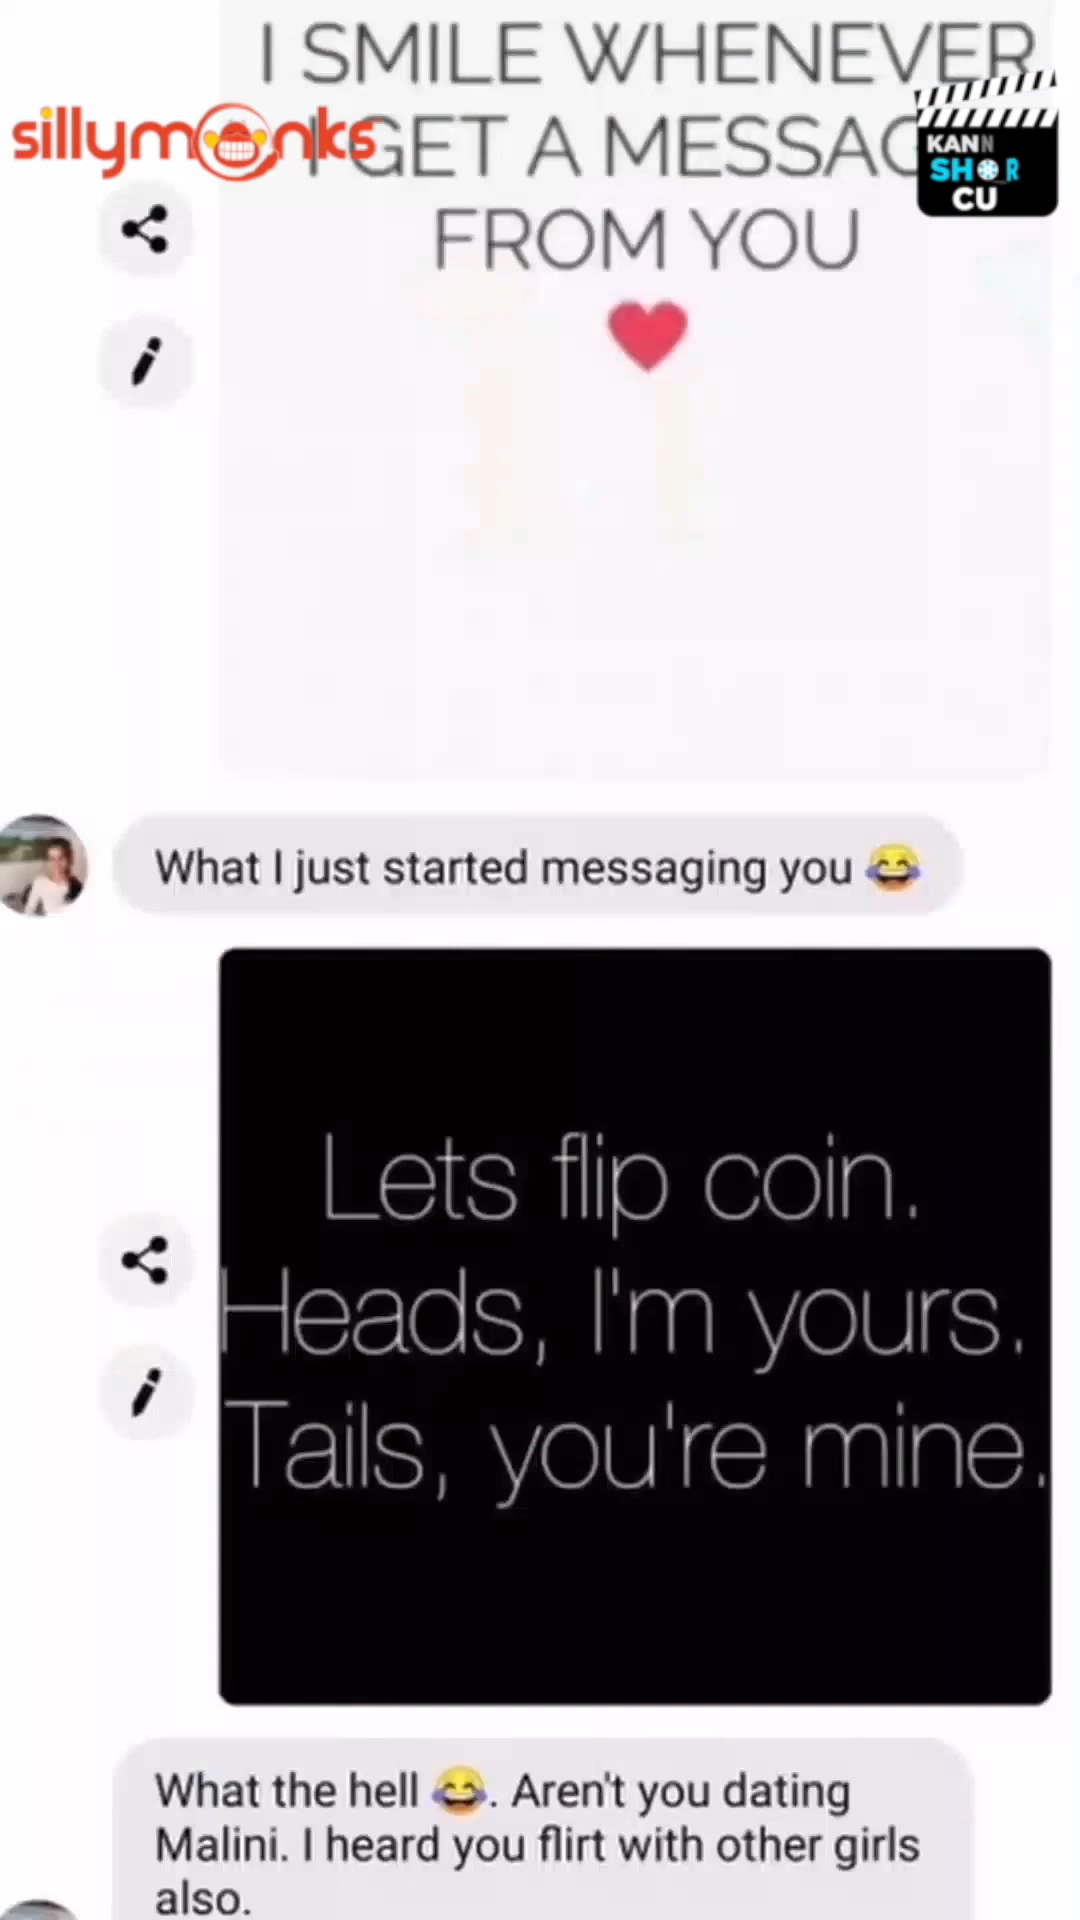 I SMILE WHENEVER
sillymonks
I GET A MESSAG
KANN
SHOR
CU
FROM YOU
❤
What I just started messaging you 😂
Lets flip coin.
Heads, I'm yours.
Tails, you're mine.
What the hell 😂. Aren't you dating
Malini. I heard you flirt with other girls
also.